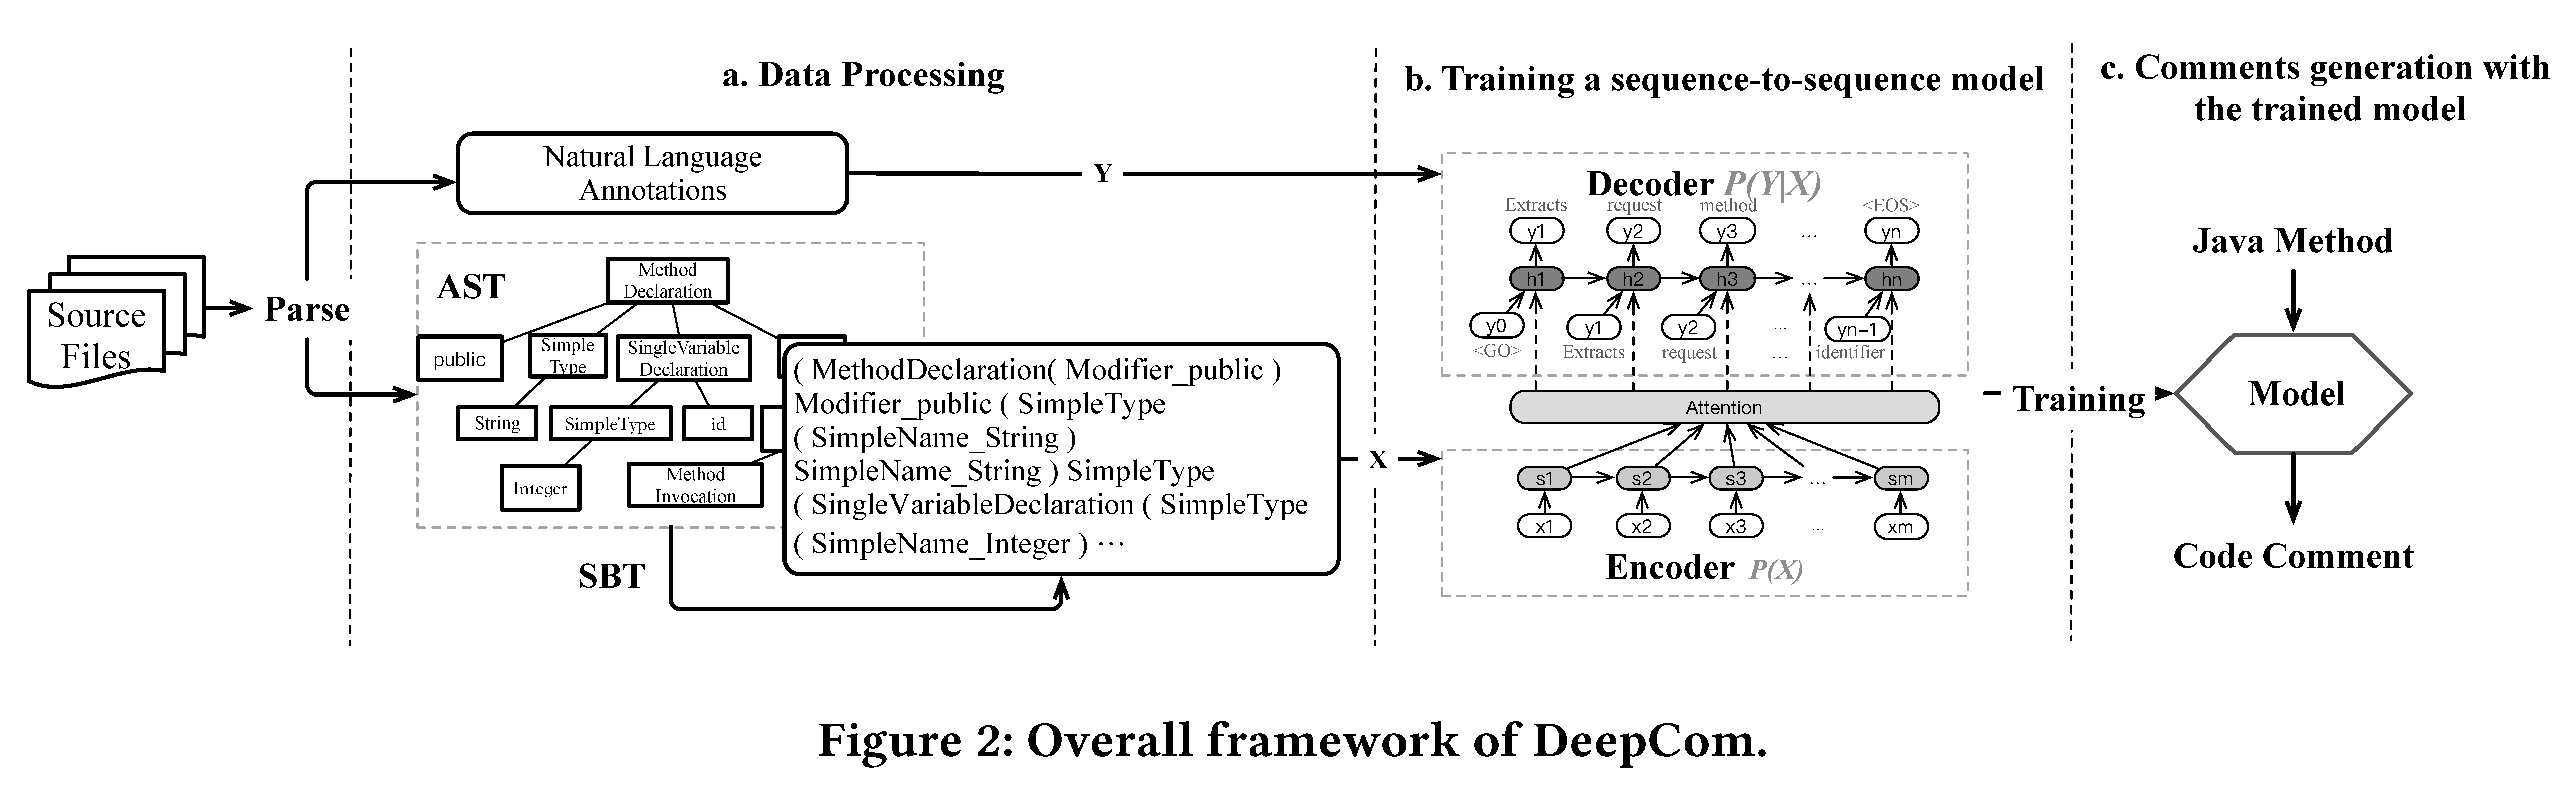 a. Data Processing
b. Training a sequence-to-sequence model
c. Comments generation with
the trained model
Source
Files
Parse
Natural Language
Annotations
Y
AST
Method
Declaration
public
Simple
Type
SingleVariable
Declaration
String
SimpleType
id
Integer
Method
Invocation
SBT
( MethodDeclaration( Modifier_public )
Modifier_public ( SimpleType
( SimpleName_String )
SimpleName_String ) SimpleType
( SingleVariableDeclaration ( SimpleType
( SimpleName_Integer ) ···
X
Decoder P(Y|X)
Extracts request method <EOS>
y1 y2 y3 ... yn
h1 h2 h3 ... hn
y0 y1 y2 ... yn-1
<GO> Extracts request ... identifier
Attention
s1 s2 s3 ... sm
x1 x2 x3 ... xm
Encoder P(X)
Training
Java Method
Model
Code Comment
Figure 2: Overall framework of DeepCom.